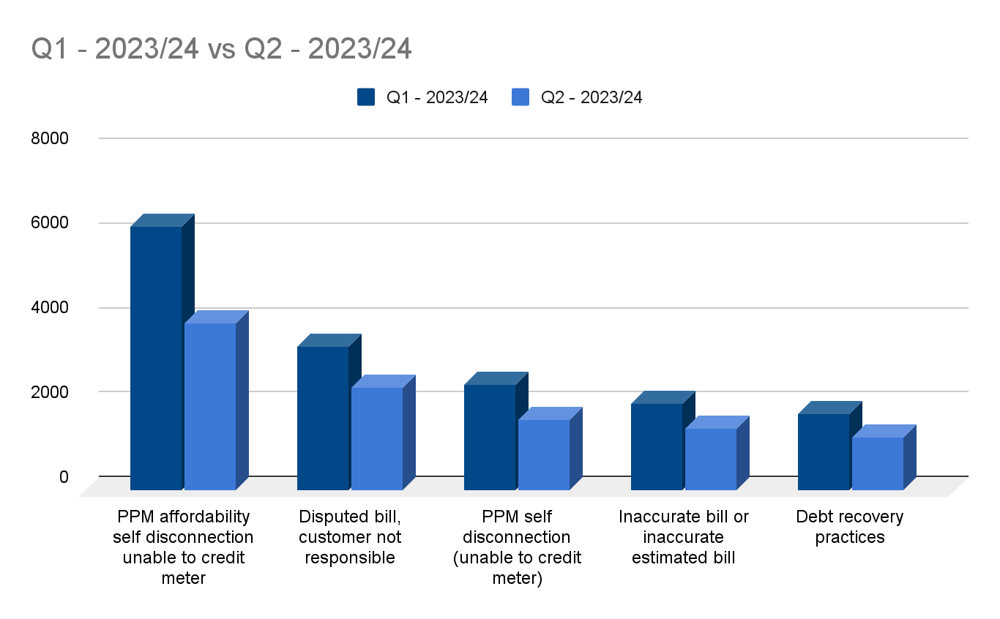 Q1 - 2023/24 vs Q2 - 2023/24
Q1 - 2023/24
Q2 - 2023/24
8000
6000
4000
2000
0
PPM affordability
self disconnection
unable to credit
meter
Disputed bill,
customer not
responsible
PPM self
disconnection
(unable to credit
meter)
Inaccurate bill or
inaccurate
estimated bill
Debt recovery
practices